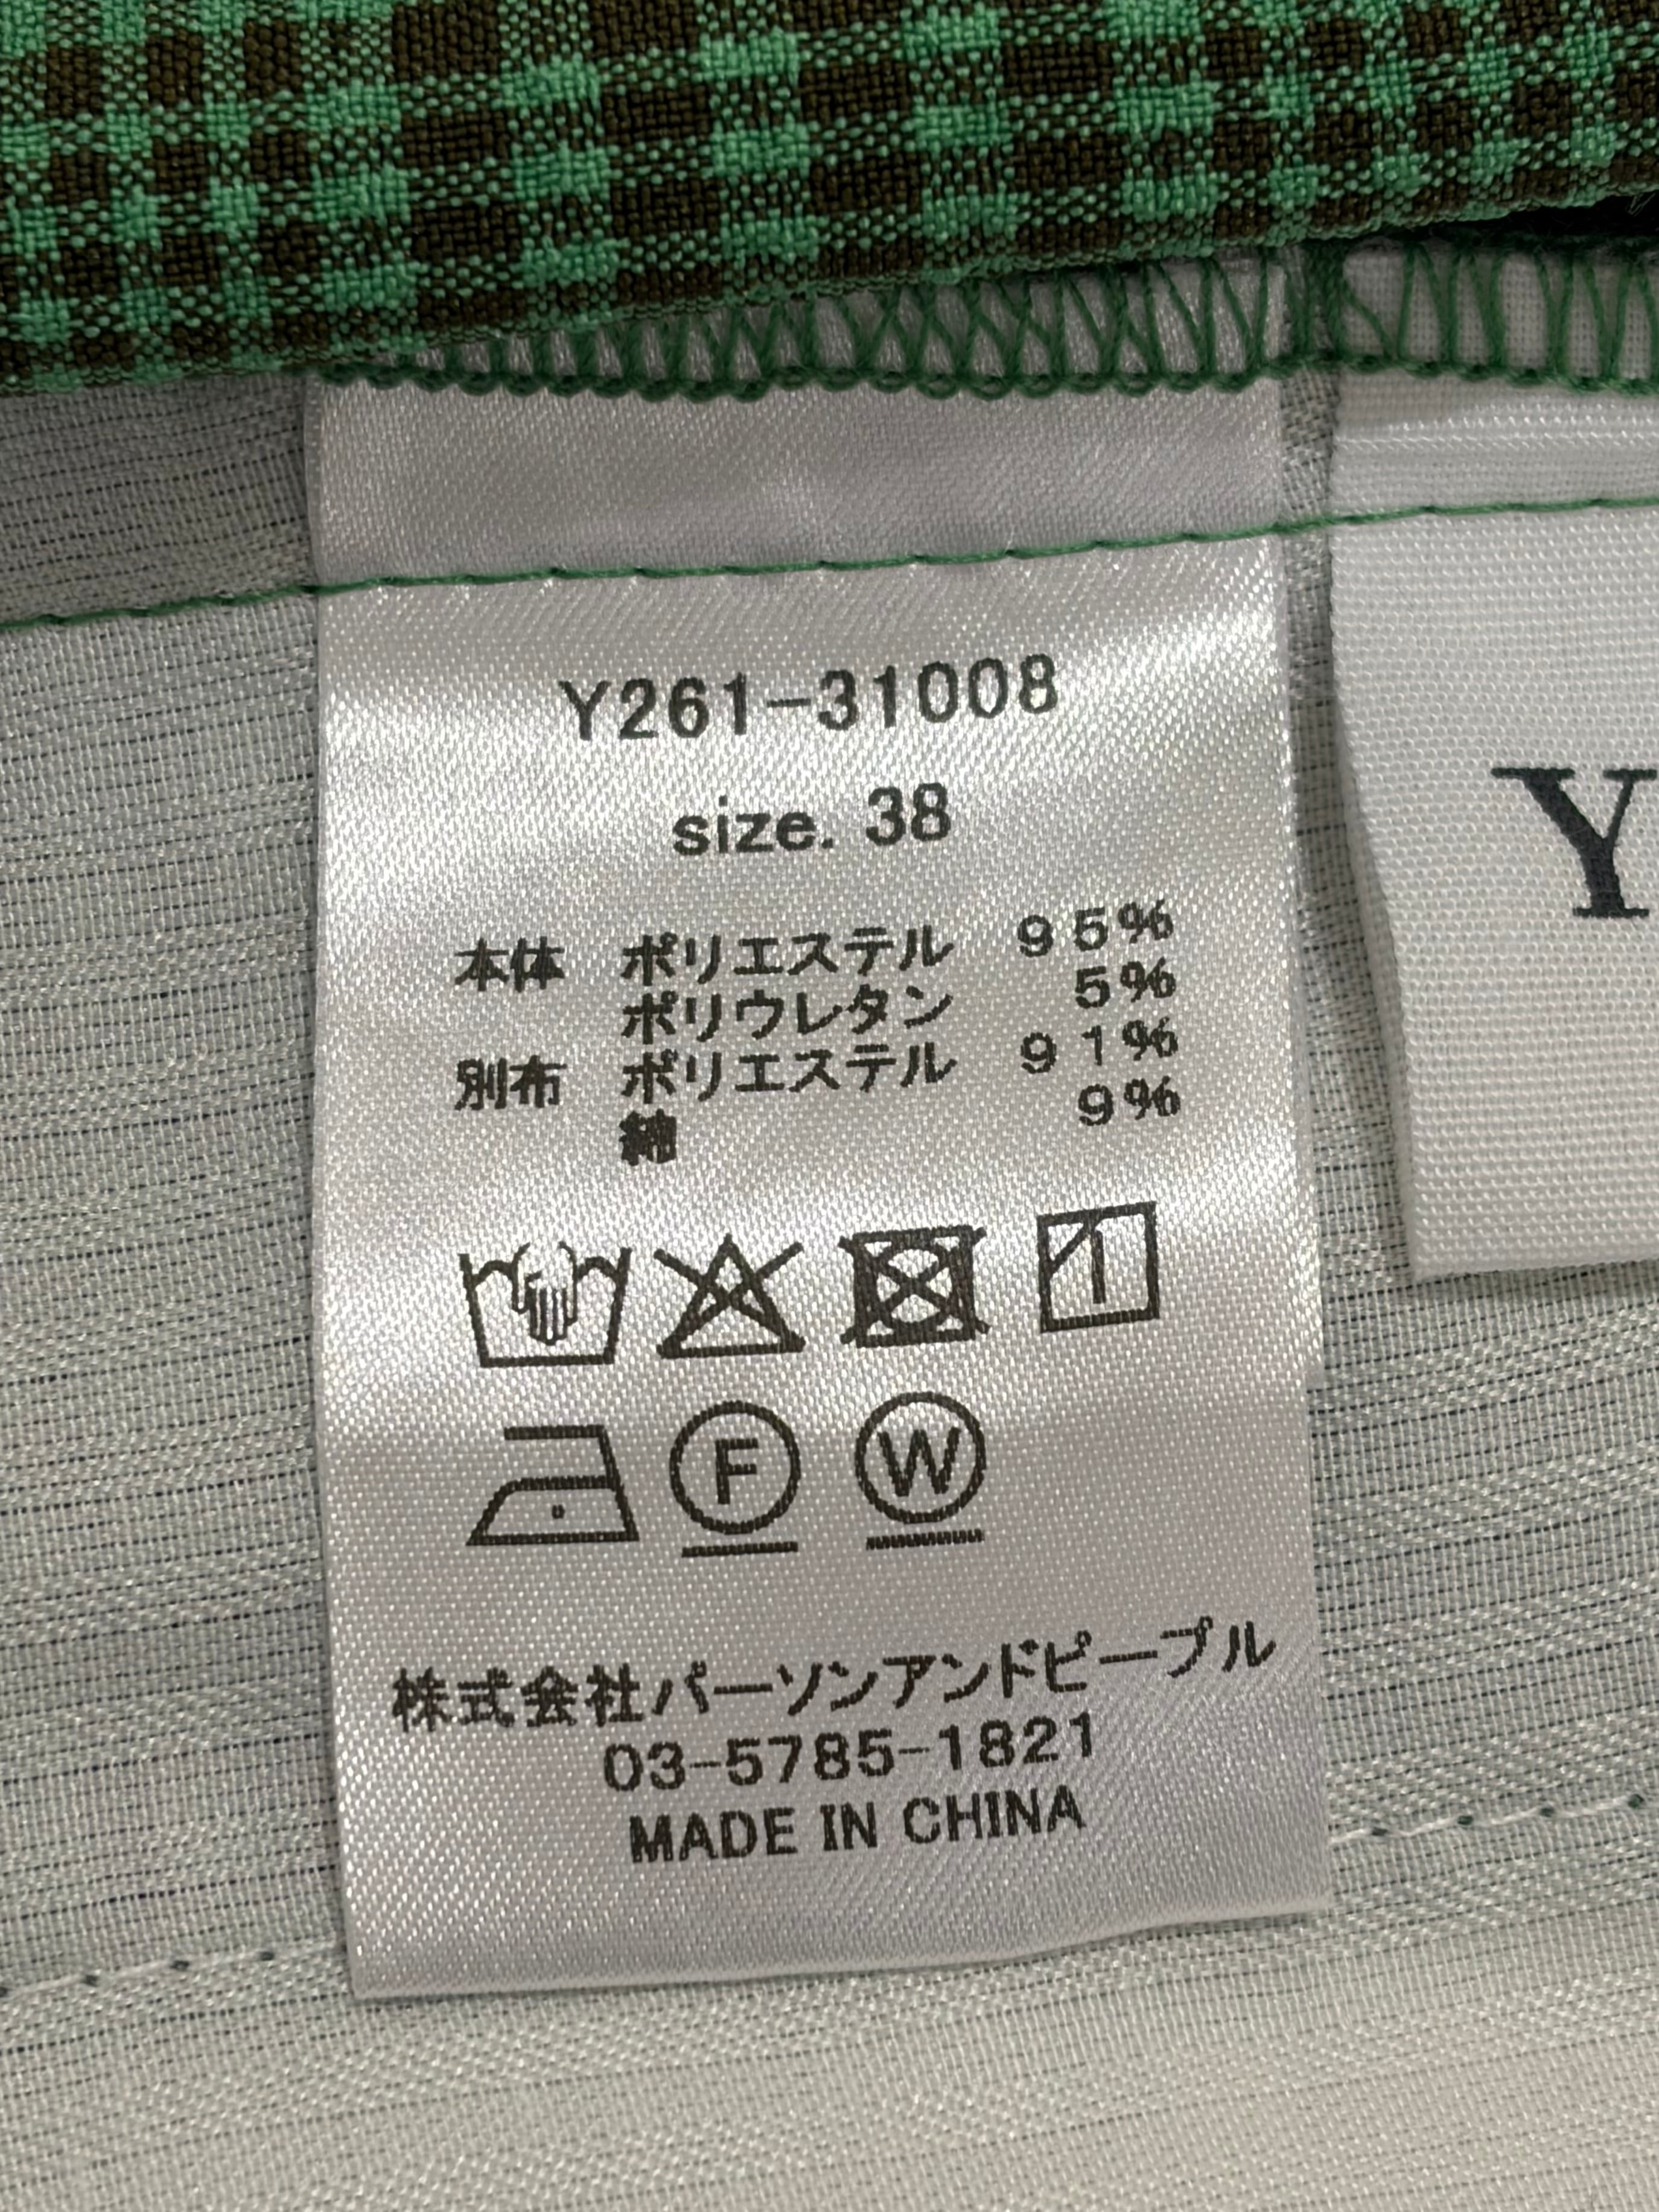 Y261-31008
size. 38
本体 ポリエステル 95%
ポリウレタン 5%
別布 ポリエステル 91%
綿 9%
F W
株式会社パーソンアンドピープル
03-5785-1821
MADE IN CHINA
Y